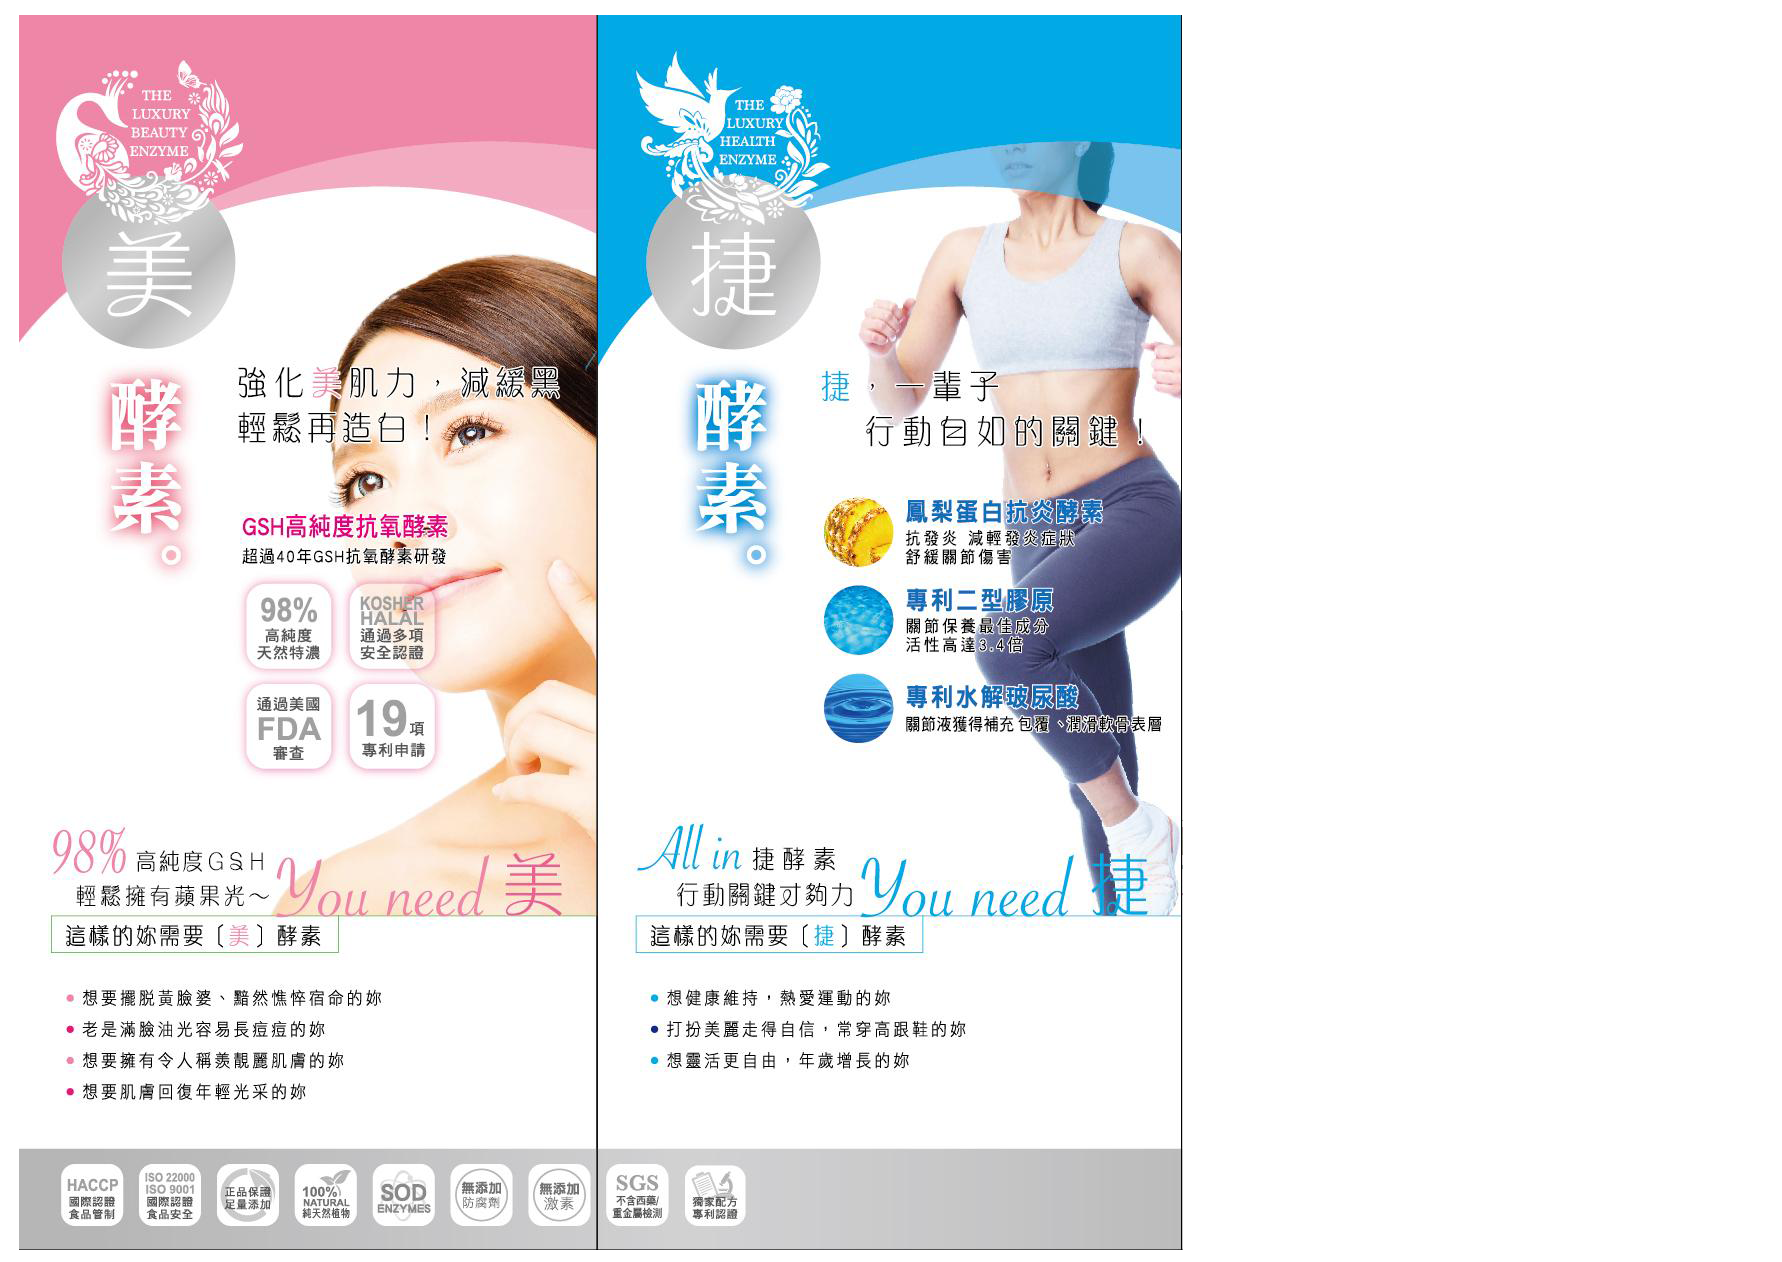 THE
LUXURY
BEAUTY
ENZYME
美
酵素。
強化美肌力，減緩黑
輕鬆再造白！
GSH高純度抗氧酵素
超過40年GSH抗氧酵素研發
98%
高純度
天然特濃
KOSHER
HALAL
通過多項
安全認證
通過美國
FDA
審查
19項
專利申請
98% 高純度GSH
輕鬆擁有蘋果光～
You need 美
這樣的妳需要〔美〕酵素
• 想要擺脫黃臉婆、黯然憔悴宿命的妳
• 老是滿臉油光容易長痘痘的妳
• 想要擁有令人稱羨靚麗肌膚的妳
• 想要肌膚回復年輕光采的妳
THE
LUXURY
HEALTH
ENZYME
捷
酵素。
捷，一輩子
行動自如的關鍵！
鳳梨蛋白抗炎酵素
抗發炎 減輕發炎症狀
舒緩關節傷害
專利二型膠原
關節保養最佳成分
活性高達3.4倍
專利水解玻尿酸
關節液獲得補充 包覆、潤滑軟骨表層
All in 捷酵素
行動關鍵才夠力
You need 捷
這樣的妳需要〔捷〕酵素
• 想健康維持，熱愛運動的妳
• 打扮美麗走得自信，常穿高跟鞋的妳
• 想靈活更自由，年歲增長的妳
HACCP
國際認證
食品管制
ISO 22000
ISO 9001
國際認證
食品安全
正品保證
足量添加
100%
NATURAL
純天然植物
SOD
ENZYMES
無添加
防腐劑
無添加
激素
SGS
不含西藥/
重金屬檢測
獨家配方
專利認證